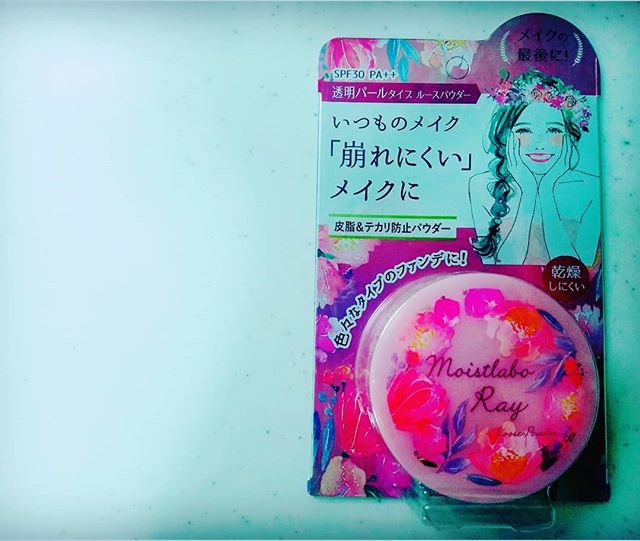 メイクの
最後に!
SPF30 PA++
透明パールタイプ ルースパウダー
いつものメイク
「崩れにくい」
メイクに
皮脂&テカリ防止パウダー
色々なタイプのファンデに!
乾燥
しにくい
Moistlabo
Ray
Loose Powder